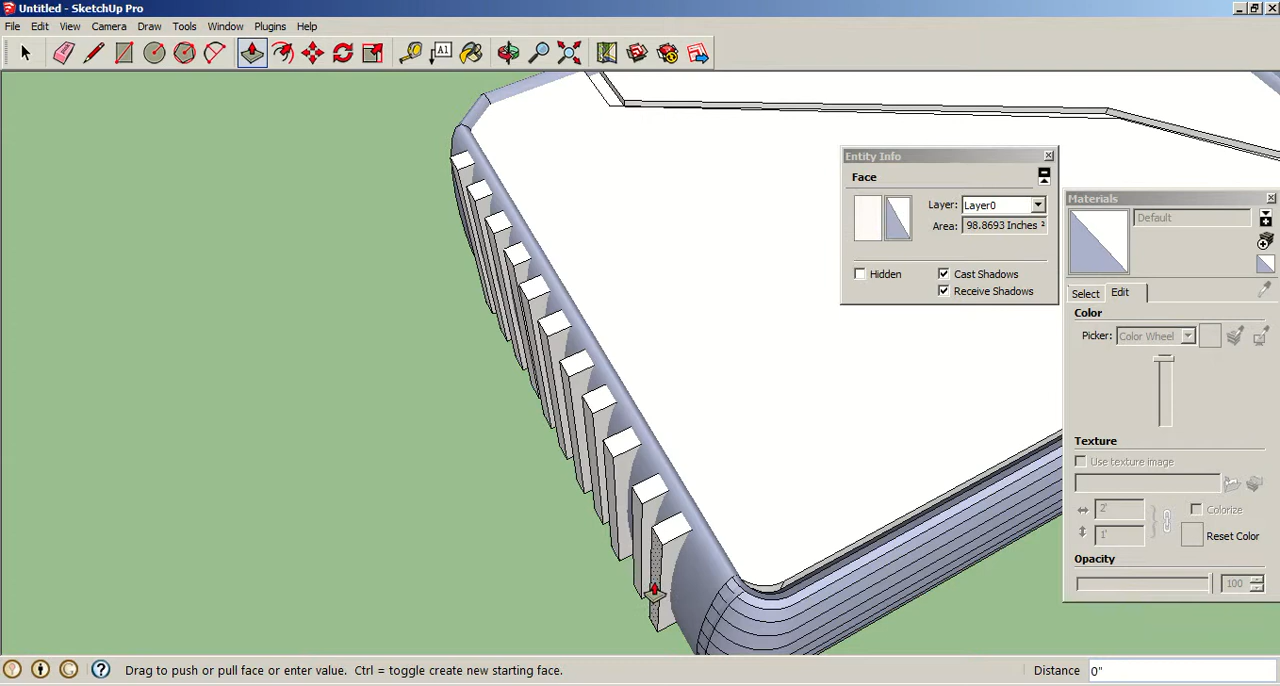 Untitled - SketchUp Pro
File Edit View Camera Draw Tools Window Plugins Help
A1
Entity Info
Face
Layer: Layer0
Area: 98.8693 Inches ²
Hidden Cast Shadows
Receive Shadows
Materials
Default
Select Edit
Color
Picker: Color Wheel
Texture
Use texture image
2' Colorize
1' Reset Color
Opacity
100
Drag to push or pull face or enter value. Ctrl = toggle create new starting face. Distance 0"